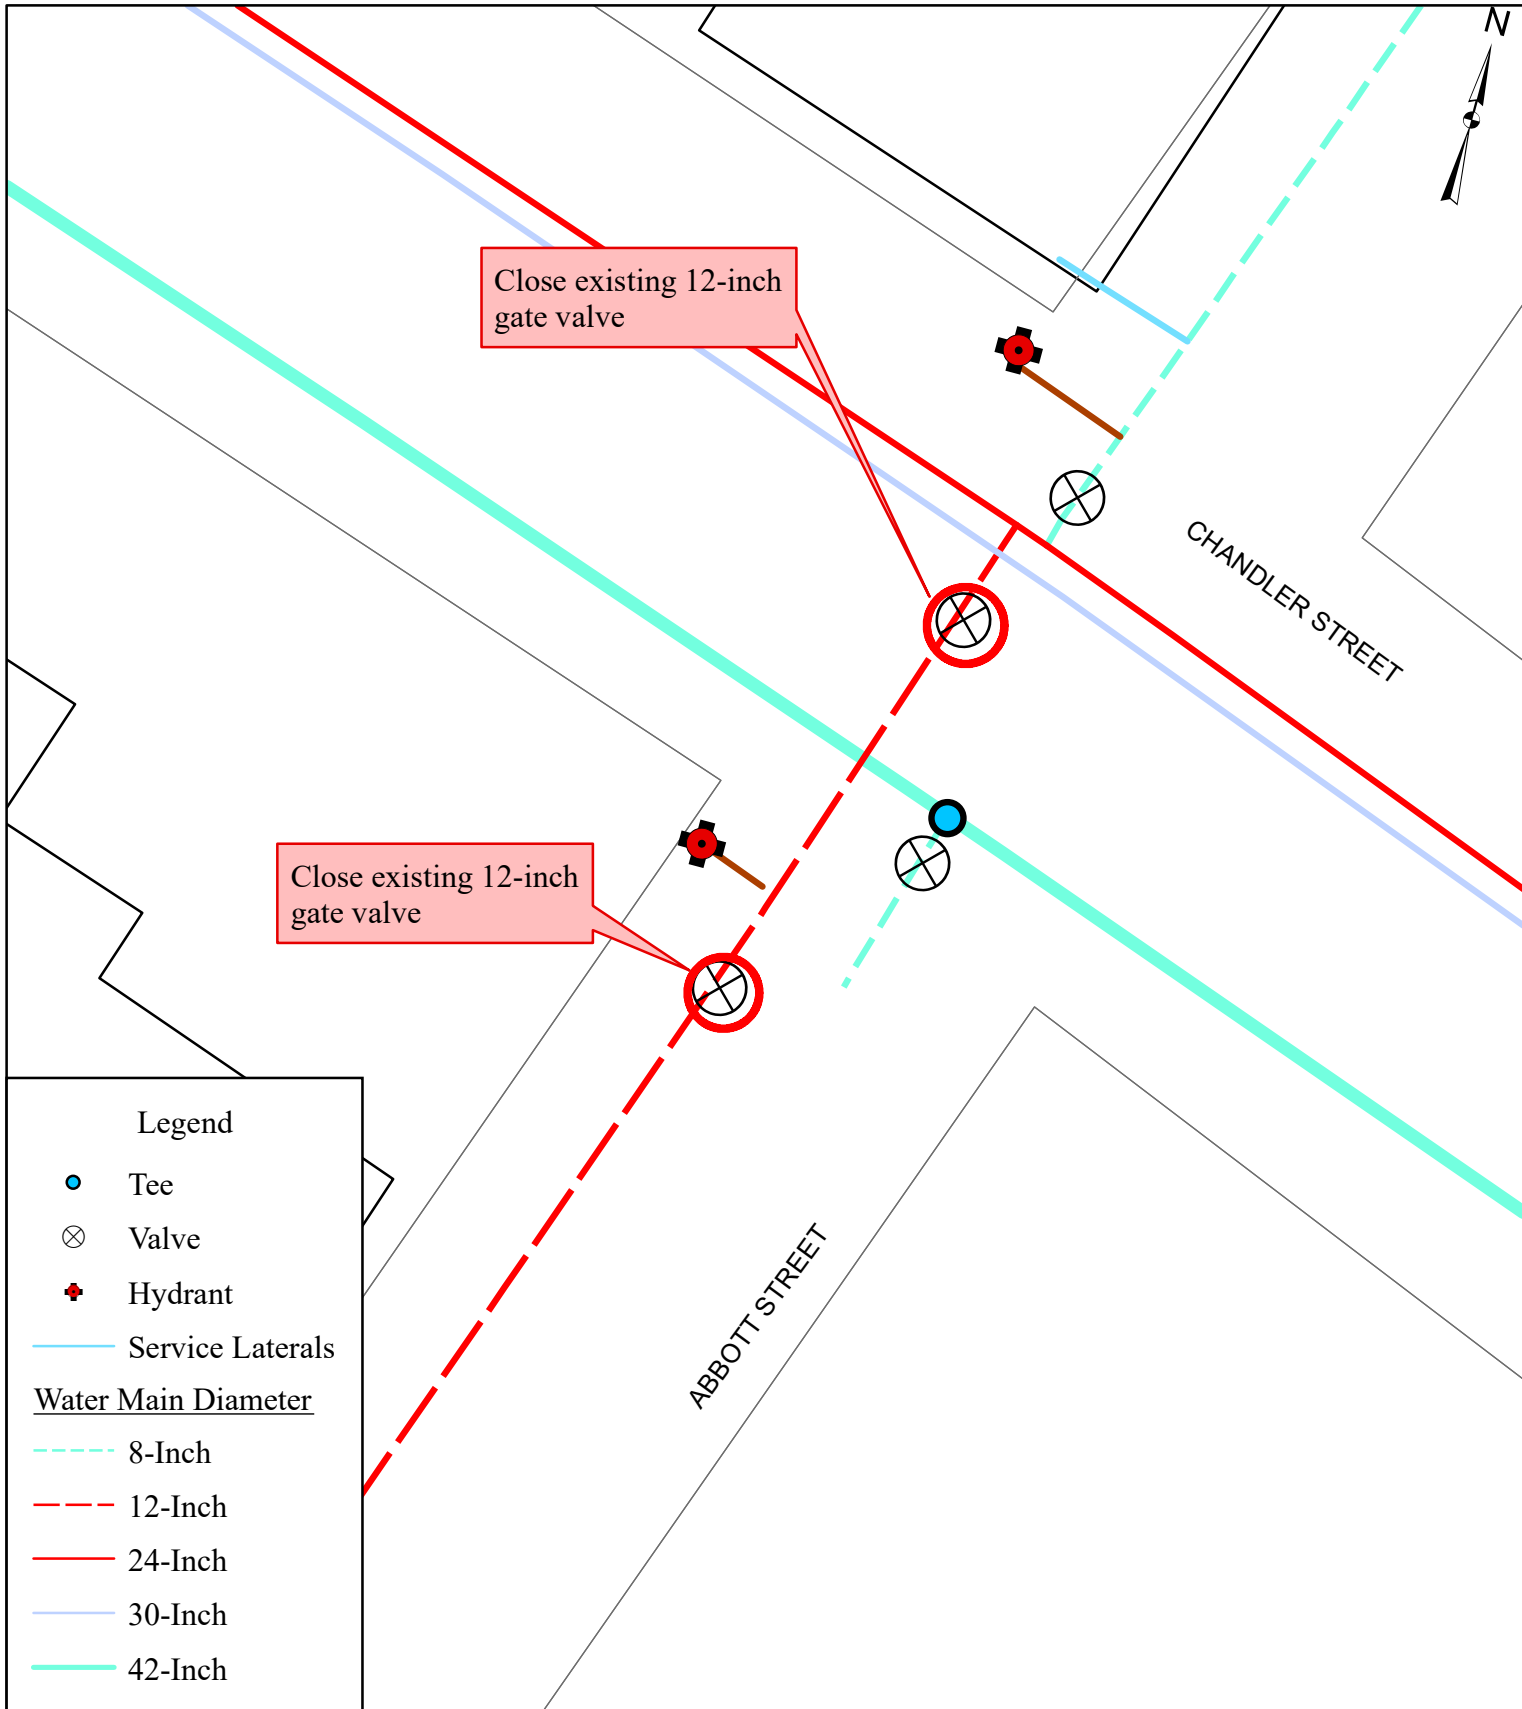 N
Close existing 12-inch
gate valve
CHANDLER STREET
Close existing 12-inch
gate valve
ABBOTT STREET
Legend
Tee
Valve
Hydrant
Service Laterals
Water Main Diameter
8-Inch
12-Inch
24-Inch
30-Inch
42-Inch